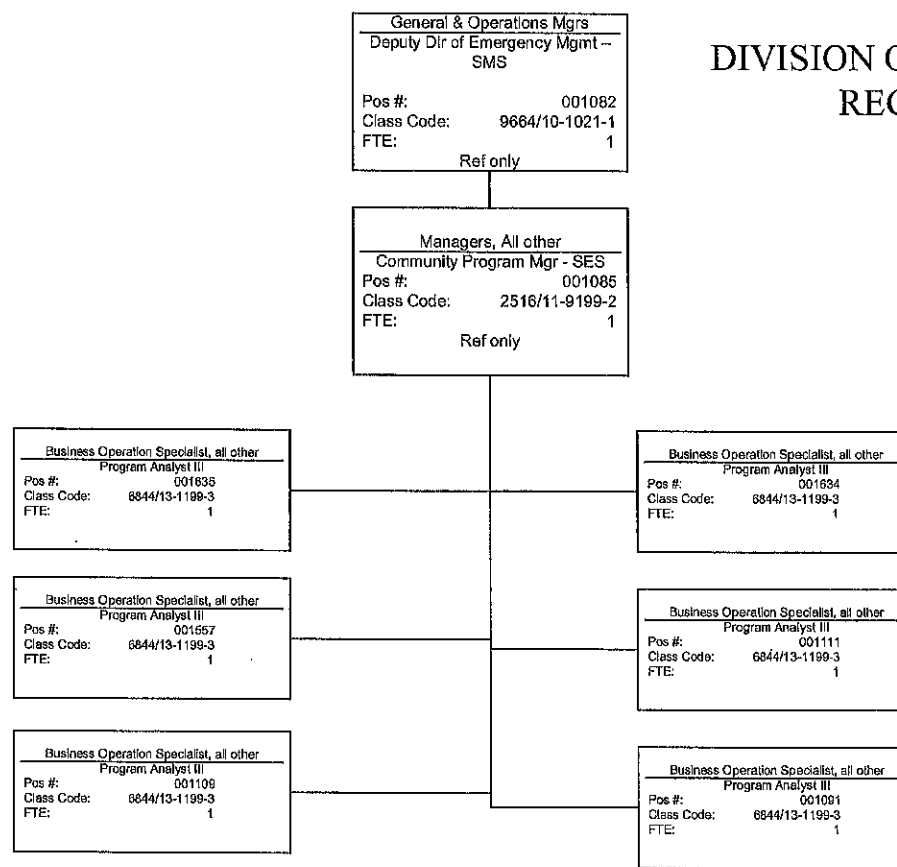 General & Operations Mgrs
Deputy Dir of Emergency Mgmt –
SMS
Pos #: 001082
Class Code: 9664/10-1021-1
FTE: 1
Ref only
DIVISION
REC
Managers, All other
Community Program Mgr - SES
Pos #: 001085
Class Code: 2516/11-9199-2
FTE: 1
Ref only
Business Operation Specialist, all other
Program Analyst III
Pos #: 001635
Class Code: 6844/13-1199-3
FTE: 1
Business Operation Specialist, all other
Program Analyst III
Pos #: 001634
Class Code: 6844/13-1199-3
FTE: 1
Business Operation Specialist, all other
Program Analyst III
Pos #: 001557
Class Code: 6844/13-1199-3
FTE: 1
Business Operation Specialist, all other
Program Analyst III
Pos #: 001111
Class Code: 6844/13-1199-3
FTE: 1
Business Operation Specialist, all other
Program Analyst III
Pos #: 001109
Class Code: 6844/13-1199-3
FTE: 1
Business Operation Specialist, all other
Program Analyst III
Pos #: 001091
Class Code: 6844/13-1199-3
FTE: 1